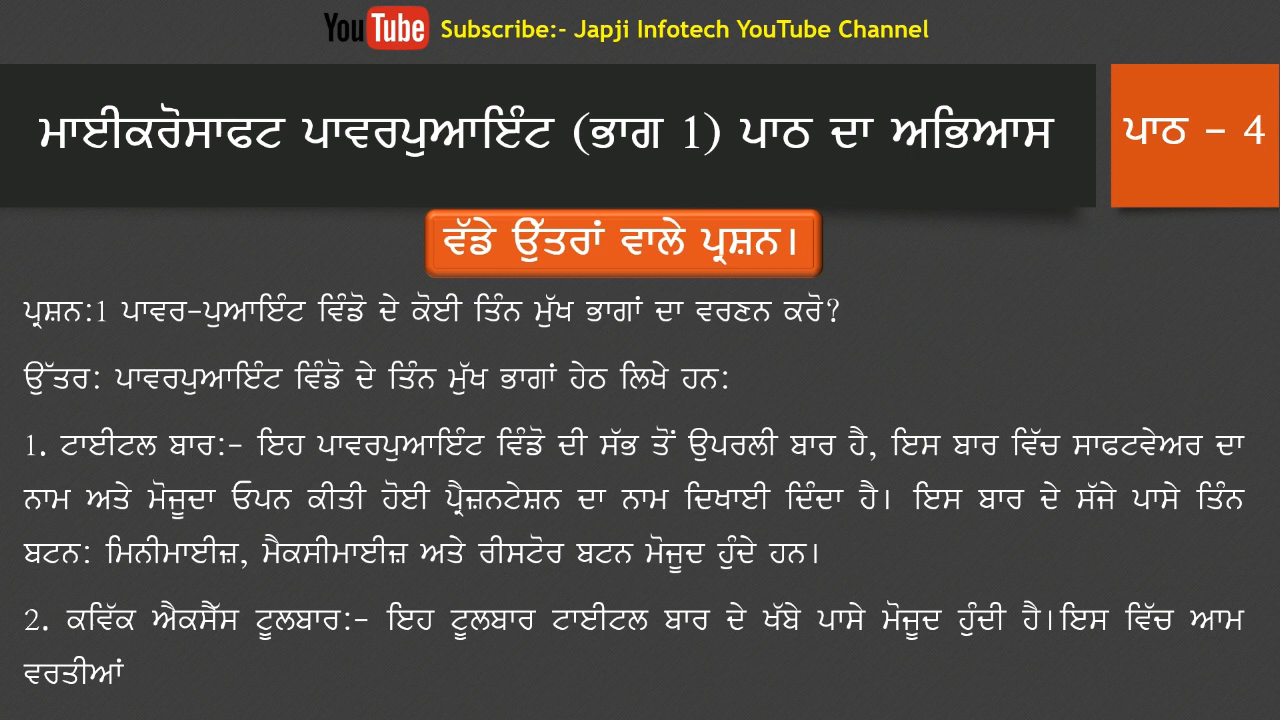 YouTube Subscribe:- Japji Infotech YouTube Channel
ਮਾਈਕਰੋਸਾਫਟ ਪਾਵਰਪੁਆਇੰਟ (ਭਾਗ 1) ਪਾਠ ਦਾ ਅਭਿਆਸ
ਪਾਠ - 4
ਵੱਡੇ ਉੱਤਰਾਂ ਵਾਲੇ ਪ੍ਰਸ਼ਨ।
ਪ੍ਰਸ਼ਨ:1 ਪਾਵਰ-ਪੁਆਇੰਟ ਵਿੰਡੋ ਦੇ ਕੋਈ ਤਿੰਨ ਮੁੱਖ ਭਾਗਾਂ ਦਾ ਵਰਣਨ ਕਰੋ?
ਉੱਤਰ: ਪਾਵਰਪੁਆਇੰਟ ਵਿੰਡੋ ਦੇ ਤਿੰਨ ਮੁੱਖ ਭਾਗਾਂ ਹੇਠ ਲਿਖੇ ਹਨ:
1. ਟਾਈਟਲ ਬਾਰ:- ਇਹ ਪਾਵਰਪੁਆਇੰਟ ਵਿੰਡੋ ਦੀ ਸੱਭ ਤੋਂ ਉਪਰਲੀ ਬਾਰ ਹੈ, ਇਸ ਬਾਰ ਵਿੱਚ ਸਾਫਟਵੇਅਰ ਦਾ
ਨਾਮ ਅਤੇ ਮੋਜੂਦਾ ਓਪਨ ਕੀਤੀ ਹੋਈ ਪ੍ਰੈਜ਼ਨਟੇਸ਼ਨ ਦਾ ਨਾਮ ਦਿਖਾਈ ਦਿੰਦਾ ਹੈ। ਇਸ ਬਾਰ ਦੇ ਸੱਜੇ ਪਾਸੇ ਤਿੰਨ
ਬਟਨ: ਮਿਨੀਮਾਈਜ਼, ਮੈਕਸੀਮਾਈਜ਼ ਅਤੇ ਰੀਸਟੋਰ ਬਟਨ ਮੋਜੂਦ ਹੁੰਦੇ ਹਨ।
2. ਕਵਿੱਕ ਐਕਸੈੱਸ ਟੂਲਬਾਰ:- ਇਹ ਟੂਲਬਾਰ ਟਾਈਟਲ ਬਾਰ ਦੇ ਖੱਬੇ ਪਾਸੇ ਮੋਜੂਦ ਹੁੰਦੀ ਹੈ।ਇਸ ਵਿੱਚ ਆਮ
ਵਰਤੀਆਂ